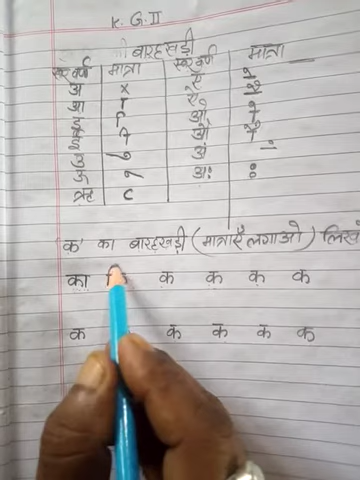 K. G. II
बारहखड़ी
स्वर वर्ण मात्रा स्वर वर्ण मात्रा
अ x ए े
आ ा ऐ ै
इ ि ओ ो
ई ी औ ौ
उ ु अं ं
ऊ ू अः ः
ऋ ृ
'क' का बारहखड़ी (मात्राएँ लगाओ) लिखो
का क क क क
क क क क क